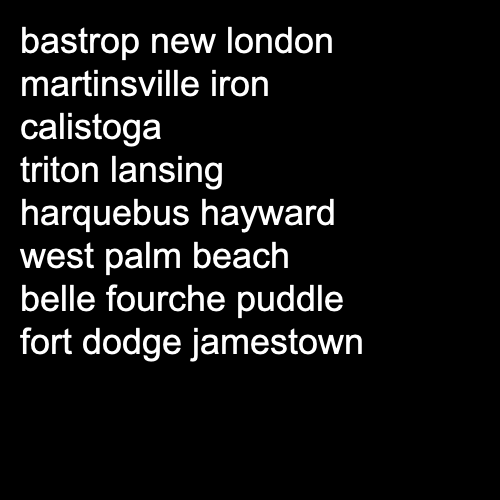 bastrop new london
martinsville iron
calistoga
triton lansing
harquebus hayward
west palm beach
belle fourche puddle
fort dodge jamestown